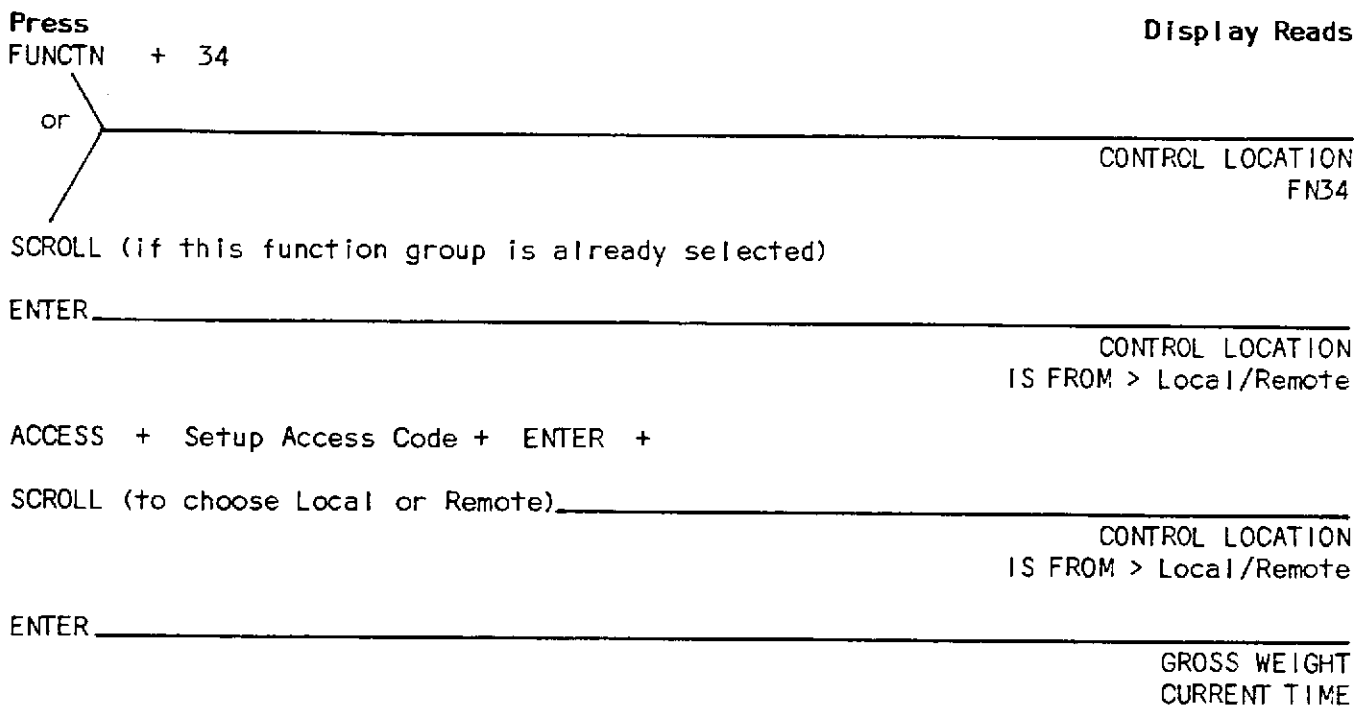 Press
Display Reads
FUNCTN + 34
or
CONTROL LOCATION
FN34
SCROLL (if this function group is already selected)
ENTER
CONTROL LOCATION
IS FROM > Local/Remote
ACCESS + Setup Access Code + ENTER +
SCROLL (to choose Local or Remote)
CONTROL LOCATION
IS FROM > Local/Remote
ENTER
GROSS WEIGHT
CURRENT TIME